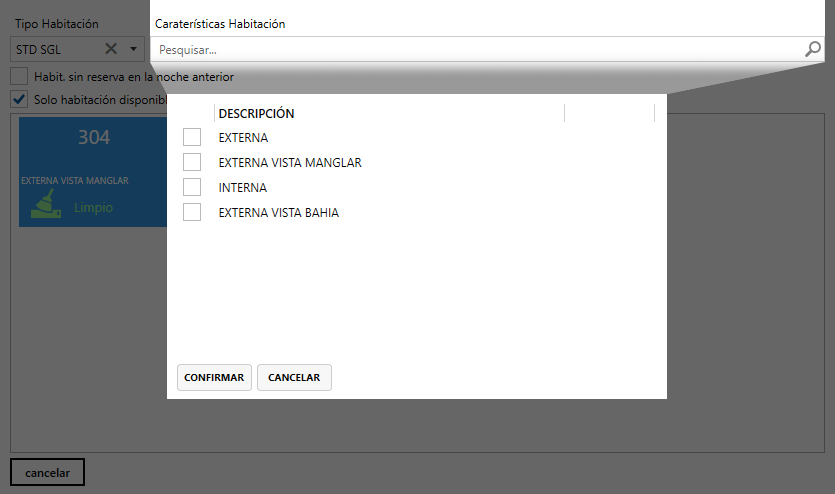 Tipo Habitación
Caraterísticas Habitación
STD SGL
Pesquisar...
Habit. sin reserva en la noche anterior
Solo habitación disponibl
304
EXTERNA VISTA MANGLAR
Limpio
DESCRIPCIÓN
EXTERNA
EXTERNA VISTA MANGLAR
INTERNA
EXTERNA VISTA BAHIA
CONFIRMAR
CANCELAR
cancelar